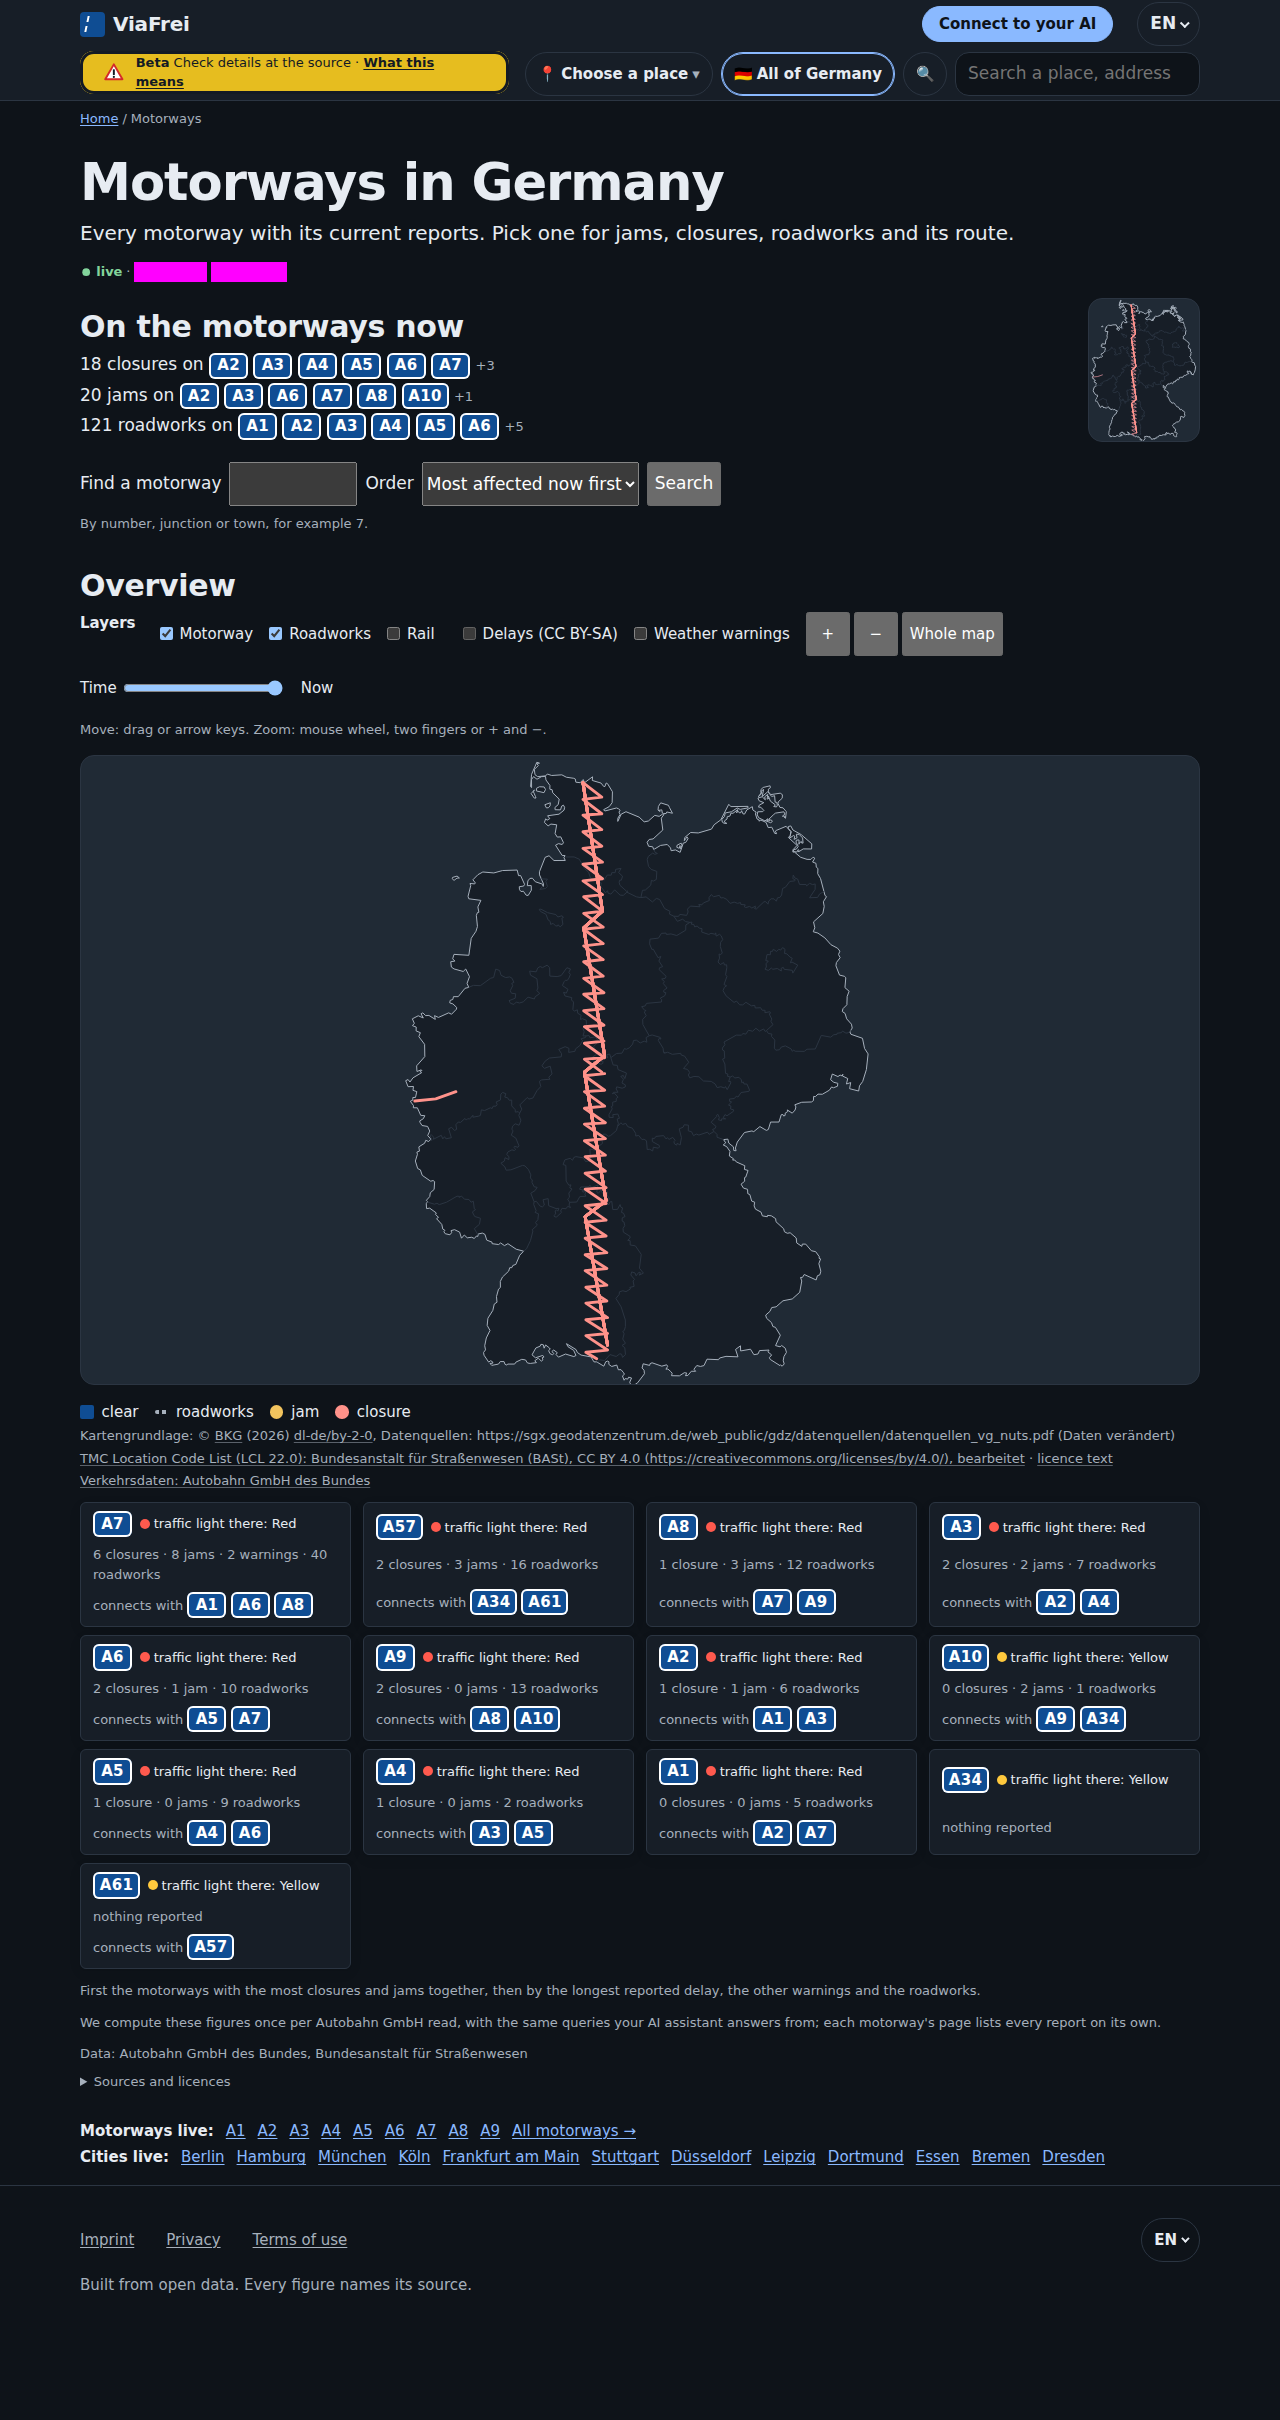 ViaFrei
Connect to your AI
EN
Beta Check details at the source · What this means
📍 Choose a place ▾
🇩🇪 All of Germany
🔍
Search a place, address
Home / Motorways
Motorways in Germany
Every motorway with its current reports. Pick one for jams, closures, roadworks and its route.
● live ·
On the motorways now
18 closures on A2 A3 A4 A5 A6 A7 +3
20 jams on A2 A3 A6 A7 A8 A10 +1
121 roadworks on A1 A2 A3 A4 A5 A6 +5
Find a motorway
Order Most affected now first Search
By number, junction or town, for example 7.
Overview
Layers Motorway Roadworks Rail Delays (CC BY-SA) Weather warnings + − Whole map
Time Now
Move: drag or arrow keys. Zoom: mouse wheel, two fingers or + and −.
clear roadworks jam closure
Kartengrundlage: © BKG (2026) dl-de/by-2-0, Datenquellen: https://sgx.geodatenzentrum.de/web_public/gdz/datenquellen/datenquellen_vg_nuts.pdf (Daten verändert)
TMC Location Code List (LCL 22.0): Bundesanstalt für Straßenwesen (BASt), CC BY 4.0 (https://creativecommons.org/licenses/by/4.0/), bearbeitet · licence text
Verkehrsdaten: Autobahn GmbH des Bundes
A7 traffic light there: Red
6 closures · 8 jams · 2 warnings · 40 roadworks
connects with A1 A6 A8
A57 traffic light there: Red
2 closures · 3 jams · 16 roadworks
connects with A34 A61
A8 traffic light there: Red
1 closure · 3 jams · 12 roadworks
connects with A7 A9
A3 traffic light there: Red
2 closures · 2 jams · 7 roadworks
connects with A2 A4
A6 traffic light there: Red
2 closures · 1 jam · 10 roadworks
connects with A5 A7
A9 traffic light there: Red
2 closures · 0 jams · 13 roadworks
connects with A8 A10
A2 traffic light there: Red
1 closure · 1 jam · 6 roadworks
connects with A1 A3
A10 traffic light there: Yellow
0 closures · 2 jams · 1 roadworks
connects with A9 A34
A5 traffic light there: Red
1 closure · 0 jams · 9 roadworks
connects with A4 A6
A4 traffic light there: Red
1 closure · 0 jams · 2 roadworks
connects with A3 A5
A1 traffic light there: Red
0 closures · 0 jams · 5 roadworks
connects with A2 A7
A34 traffic light there: Yellow
nothing reported
A61 traffic light there: Yellow
nothing reported
connects with A57
First the motorways with the most closures and jams together, then by the longest reported delay, the other warnings and the roadworks.
We compute these figures once per Autobahn GmbH read, with the same queries your AI assistant answers from; each motorway's page lists every report on its own.
Data: Autobahn GmbH des Bundes, Bundesanstalt für Straßenwesen
▶ Sources and licences
Motorways live: A1 A2 A3 A4 A5 A6 A7 A8 A9 All motorways →
Cities live: Berlin Hamburg München Köln Frankfurt am Main Stuttgart Düsseldorf Leipzig Dortmund Essen Bremen Dresden
Imprint Privacy Terms of use
EN
Built from open data. Every figure names its source.